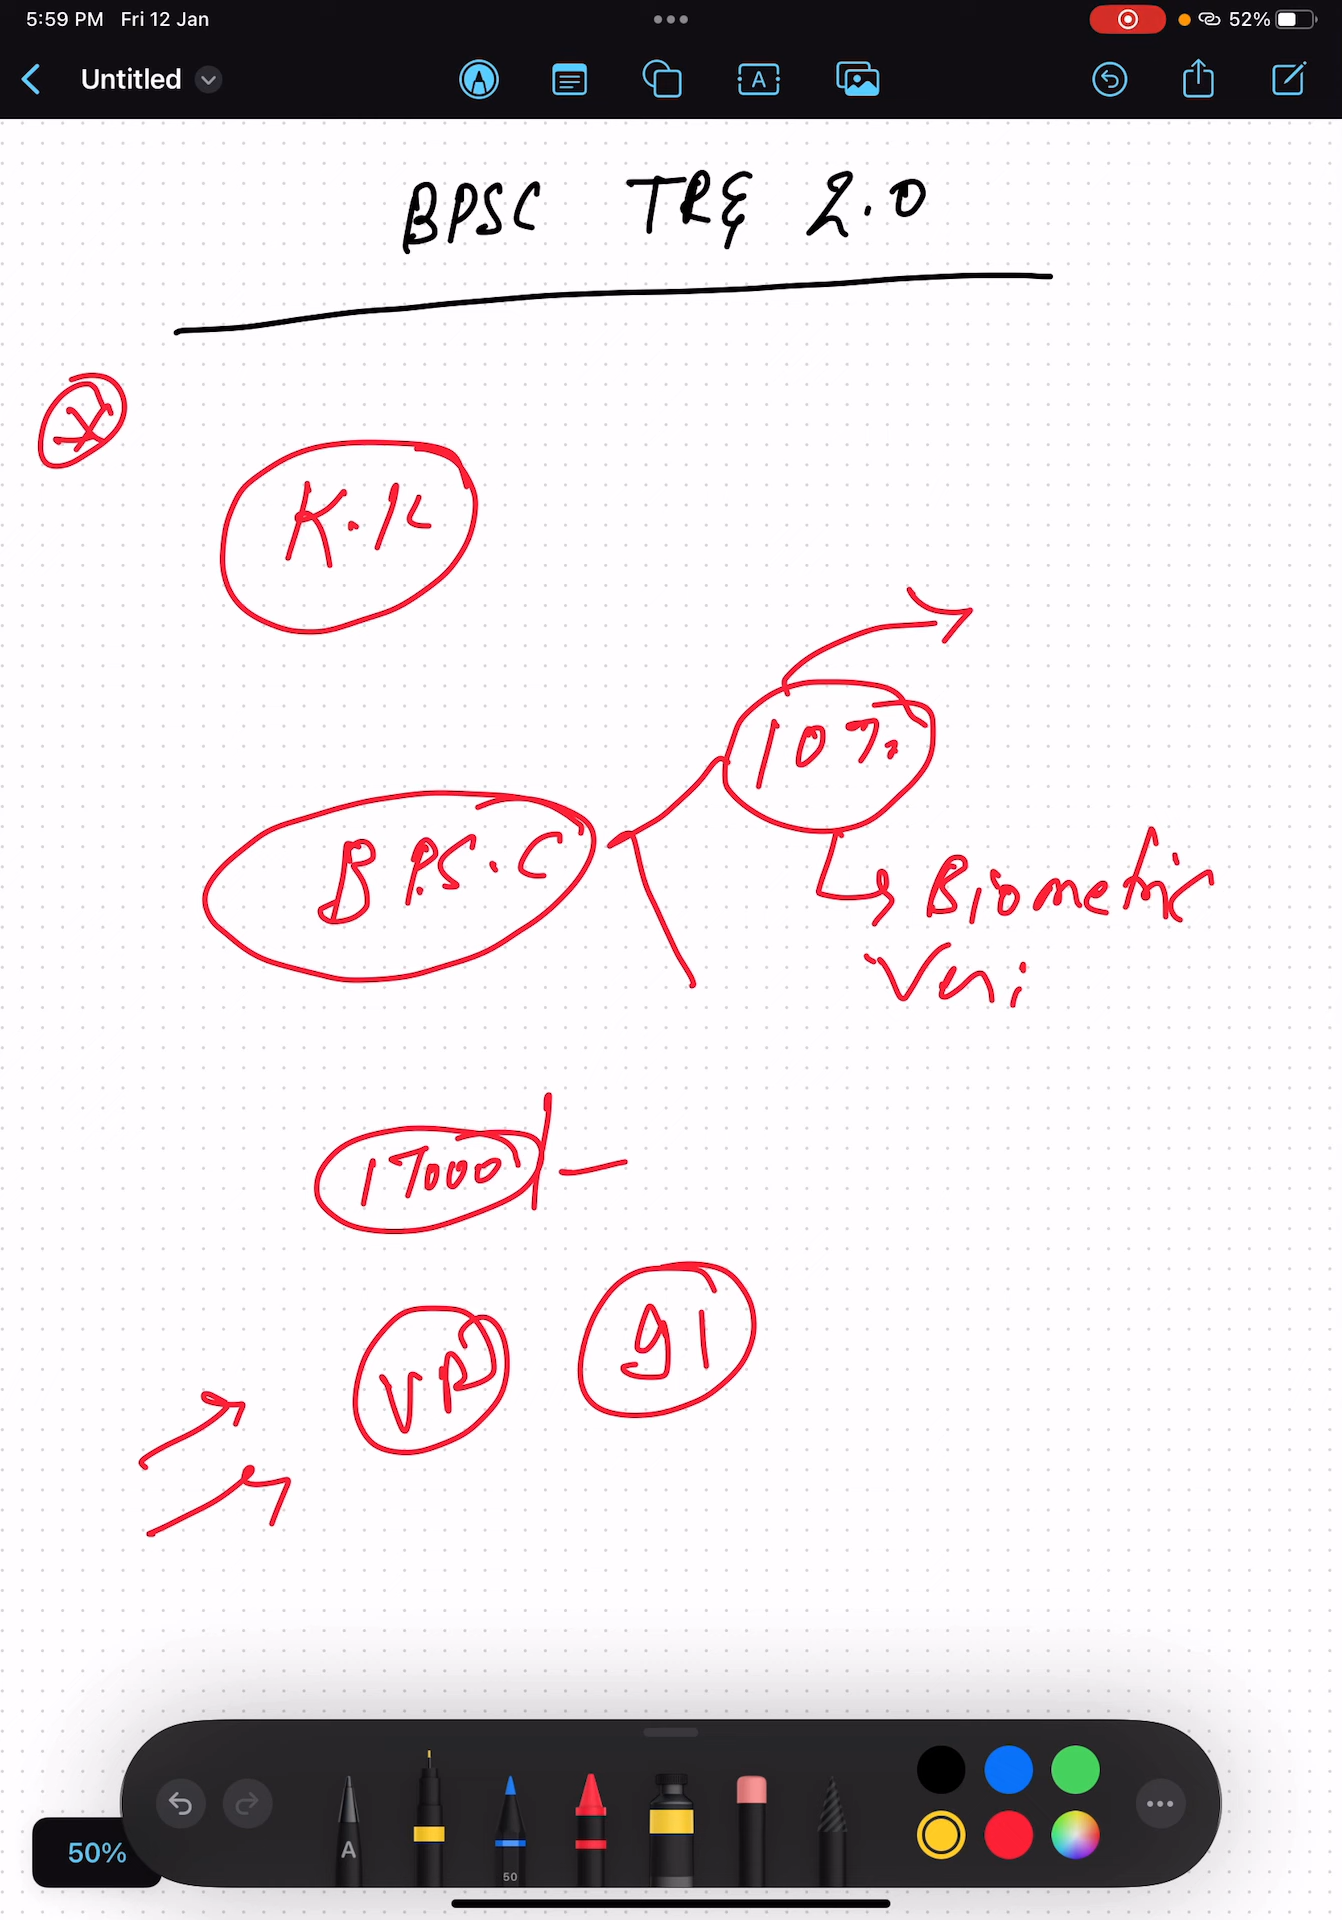 5:59 PM Fri 12 Jan
52%
Untitled
A
BPSC TRE 2.0
K.K
10%
B.P.S.C
Biometric
Veri
17000
VP
91
A
50
50%